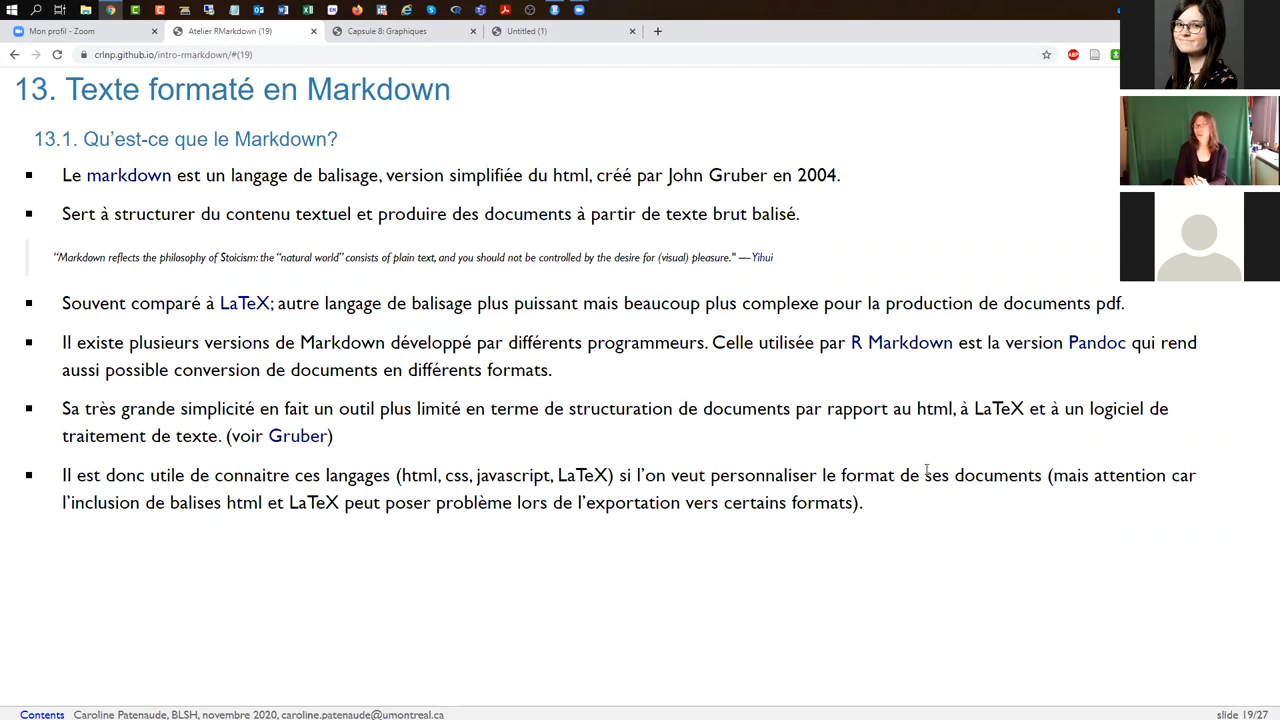 Mon profil - Zoom
Atelier RMarkdown (19)
Capsule 8: Graphiques
Untitled (1)
crlnp.github.io/intro-rmarkdown/#(19)
13. Texte formaté en Markdown
13.1. Qu'est-ce que le Markdown?
Le markdown est un langage de balisage, version simplifiée du html, créé par John Gruber en 2004.
Sert à structurer du contenu textuel et produire des documents à partir de texte brut balisé.
“Markdown reflects the philosophy of Stoicism: the “natural world” consists of plain text, and you should not be controlled by the desire for (visual) pleasure." —Yihui
Souvent comparé à LaTeX; autre langage de balisage plus puissant mais beaucoup plus complexe pour la production de documents pdf.
Il existe plusieurs versions de Markdown développé par différents programmeurs. Celle utilisée par R Markdown est la version Pandoc qui rend
aussi possible conversion de documents en différents formats.
Sa très grande simplicité en fait un outil plus limité en terme de structuration de documents par rapport au html, à LaTeX et à un logiciel de
traitement de texte. (voir Gruber)
Il est donc utile de connaitre ces langages (html, css, javascript, LaTeX) si l'on veut personnaliser le format de ses documents (mais attention car
l'inclusion de balises html et LaTeX peut poser problème lors de l'exportation vers certains formats).
Contents Caroline Patenaude, BLSH, novembre 2020, caroline.patenaude@umontreal.ca
slide 19/27